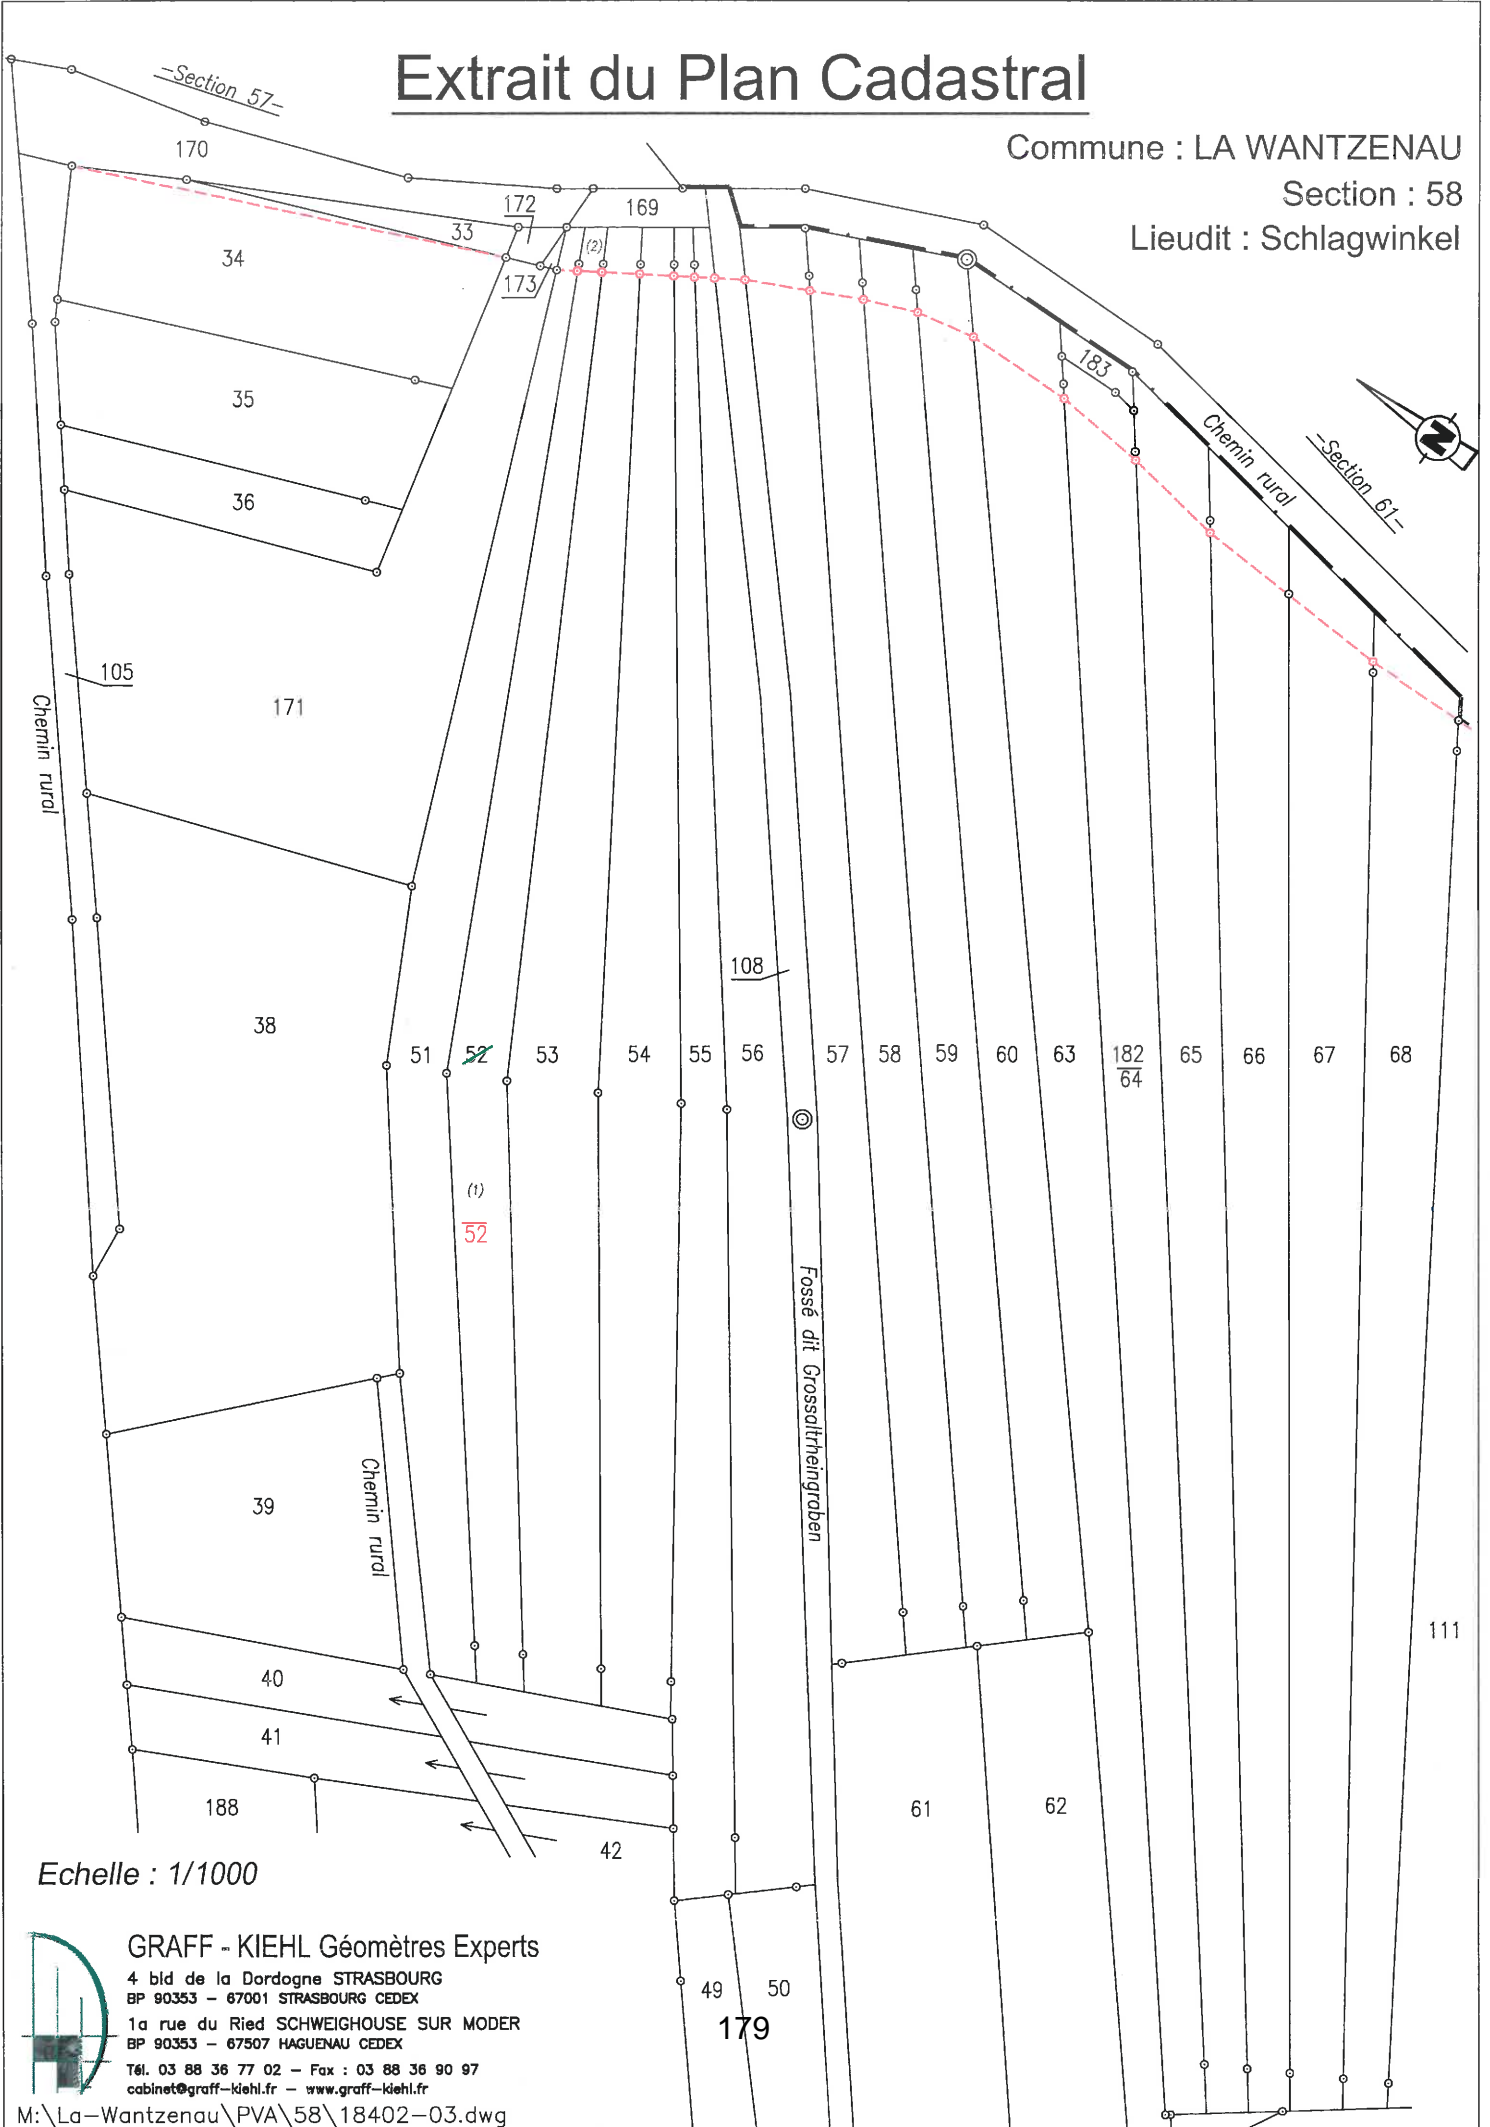 Extrait du Plan Cadastral
-Section 57-
Commune : LA WANTZENAU
Section : 58
Lieudit : Schlagwinkel
170
172
169
33
(2)
34
173
183
35
Chemin rural
-Section 61-
N
36
105
171
Chemin rural
108
38
51
52
53
54
55
56
57
58
59
60
63
182
64
65
66
67
68
(1)
52
Fossé dit Grossaltrheingraben
Chemin rural
39
111
40
41
188
42
61
62
Echelle : 1/1000
GRAFF - KIEHL Géomètres Experts
4 bld de la Dordogne STRASBOURG
BP 90353 - 67001 STRASBOURG CEDEX
1a rue du Ried SCHWEIGHOUSE SUR MODER
BP 90353 - 67507 HAGUENAU CEDEX
Tél. 03 88 36 77 02 - Fax : 03 88 36 90 97
cabinet@graff-kiehl.fr - www.graff-kiehl.fr
49
50
179
M:\La-Wantzenau\PVA\58\18402-03.dwg